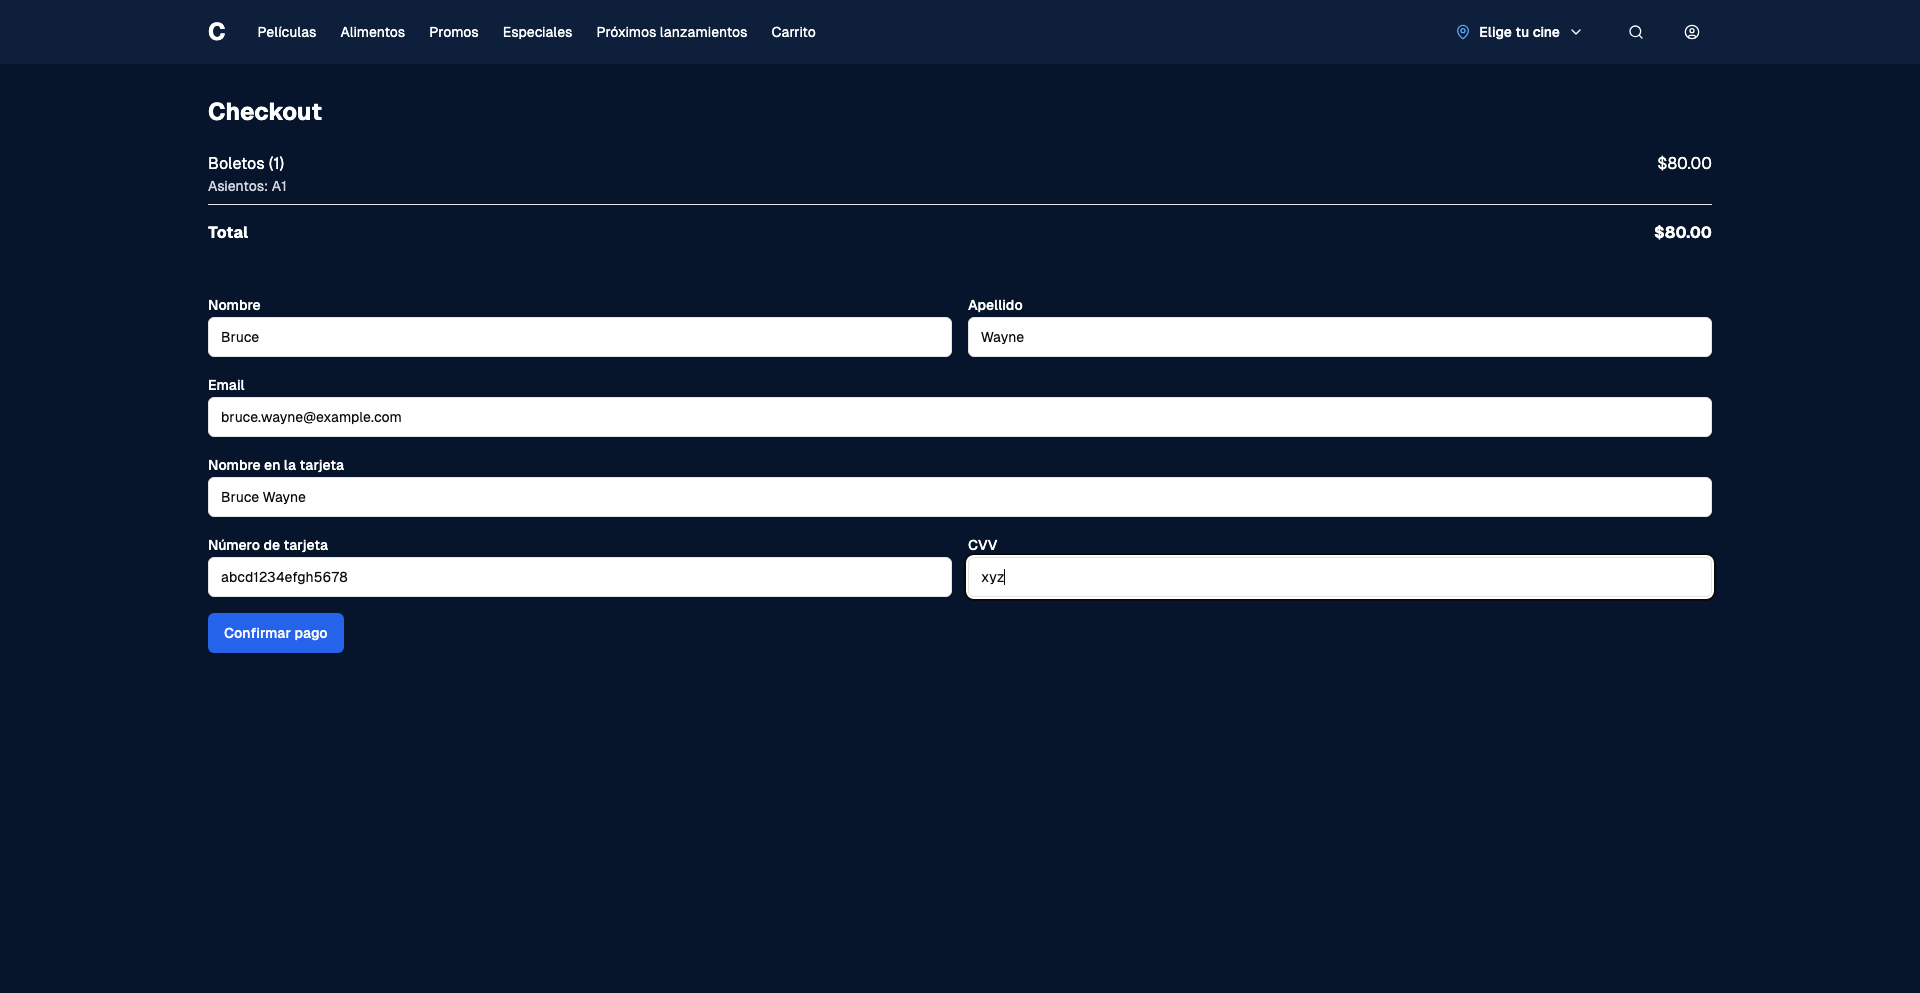 C Películas Alimentos Promos Especiales Próximos lanzamientos Carrito Elige tu cine
Checkout
Boletos (1) $80.00
Asientos: A1
Total $80.00
Nombre Apellido
Bruce Wayne
Email
bruce.wayne@example.com
Nombre en la tarjeta
Bruce Wayne
Número de tarjeta CVV
abcd1234efgh5678 xyz
Confirmar pago